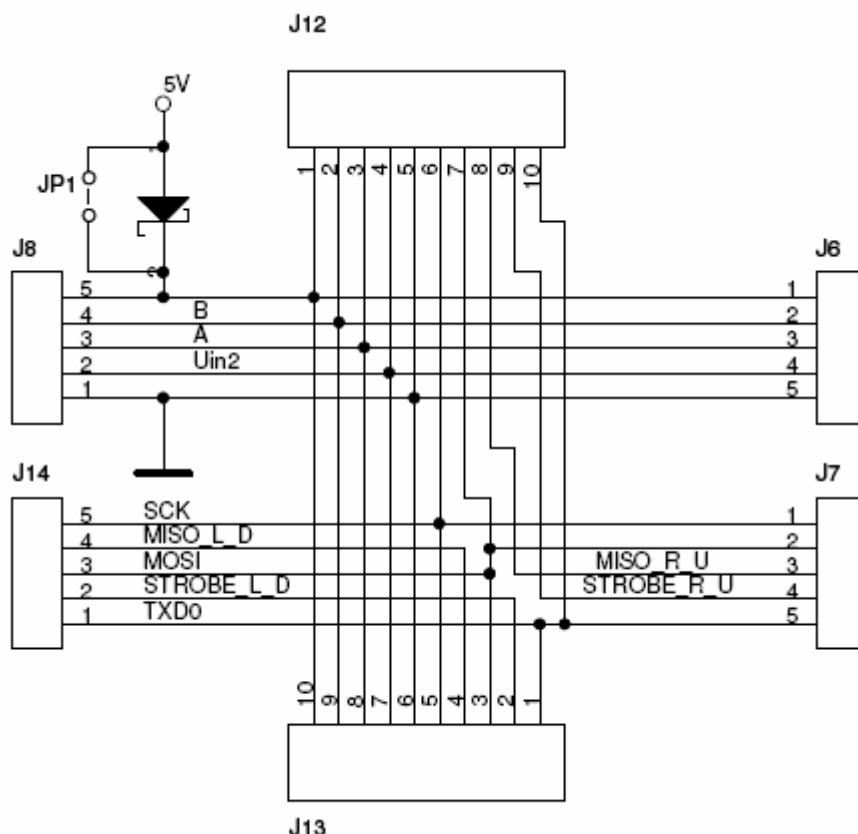 J12
5V
1
JP1
2
1 2 3 4 5 6 7 8 9 10
J8
J6
5
B
1
4
A
2
3
Uin2
3
2
4
1
5
J14
J7
5
SCK
1
4
MISO_L_D
2
3
MOSI
MISO_R_U
3
2
STROBE_L_D
STROBE_R_U
4
1
TXD0
5
10 9 8 7 6 5 4 3 2 1
J13